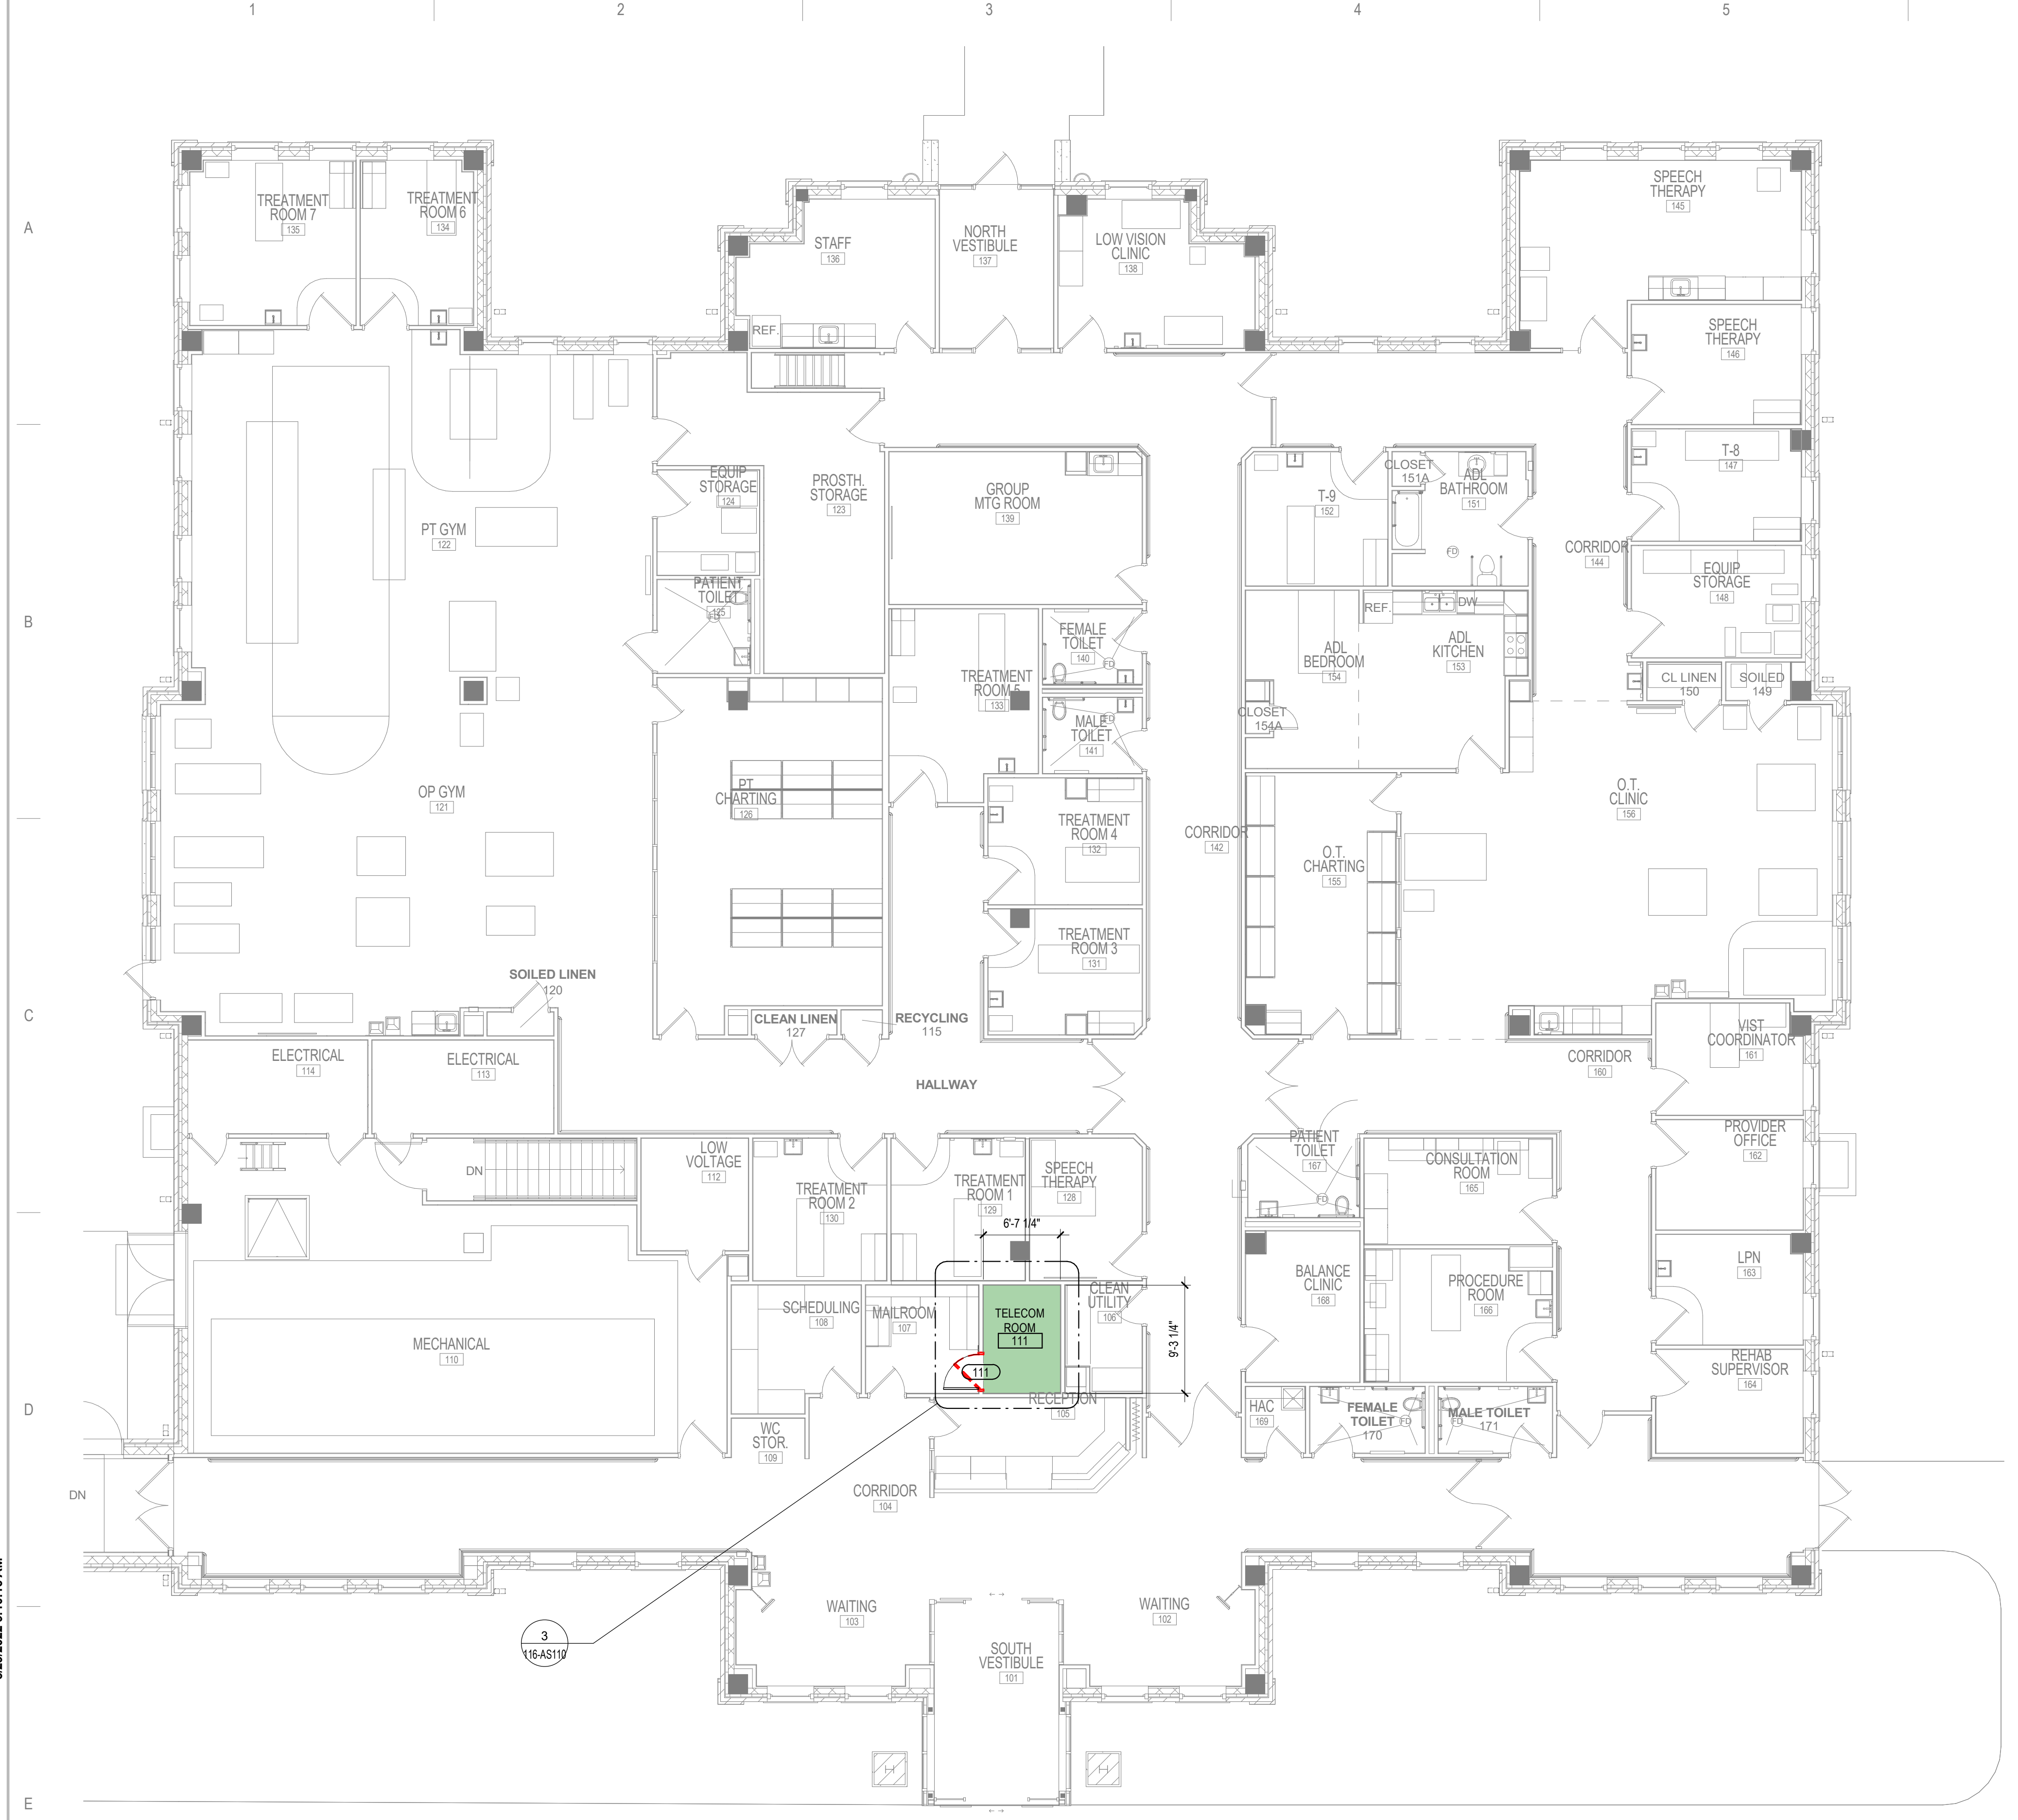 1 2 3 4 5
A
B
C
D
E
TREATMENT
ROOM 7
135
TREATMENT
ROOM 6
134
STAFF
136
REF.
NORTH
VESTIBULE
137
LOW VISION
CLINIC
138
SPEECH
THERAPY
145
SPEECH
THERAPY
146
T-8
147
EQUIP
STORAGE
148
CORRIDOR
144
CL LINEN
150
SOILED
149
PT GYM
122
EQUIP
STORAGE
124
PROSTH.
STORAGE
123
PATIENT
TOILET
125
FD
GROUP
MTG ROOM
139
T-9
152
CLOSET
151A
ADL
BATHROOM
151
FD
FEMALE
TOILET
140
FD
TREATMENT
ROOM 5
133
MALE
TOILET
141
FD
ADL
BEDROOM
154
REF.
DW
ADL
KITCHEN
153
CLOSET
154A
OP GYM
121
PT
CHARTING
126
TREATMENT
ROOM 4
132
CORRIDOR
142
O.T.
CHARTING
155
O.T.
CLINIC
156
TREATMENT
ROOM 3
131
SOILED LINEN
120
CLEAN LINEN
127
RECYCLING
115
VIST
COORDINATOR
161
ELECTRICAL
114
ELECTRICAL
113
HALLWAY
CORRIDOR
160
PROVIDER
OFFICE
162
DN
LOW
VOLTAGE
112
TREATMENT
ROOM 2
130
TREATMENT
ROOM 1
129
SPEECH
THERAPY
128
PATIENT
TOILET
167
FD
CONSULTATION
ROOM
165
6'-7 1/4"
9'-3 1/4"
MECHANICAL
110
SCHEDULING
108
MAILROOM
107
TELECOM
ROOM
111
111
CLEAN
UTILITY
106
BALANCE
CLINIC
168
PROCEDURE
ROOM
166
LPN
163
REHAB
SUPERVISOR
164
WC
STOR.
109
RECEPTION
105
HAC
169
FEMALE
TOILET
170
FD
MALE TOILET
171
FD
DN
CORRIDOR
104
WAITING
103
WAITING
102
3
116-AS110
SOUTH
VESTIBULE
101
H
H